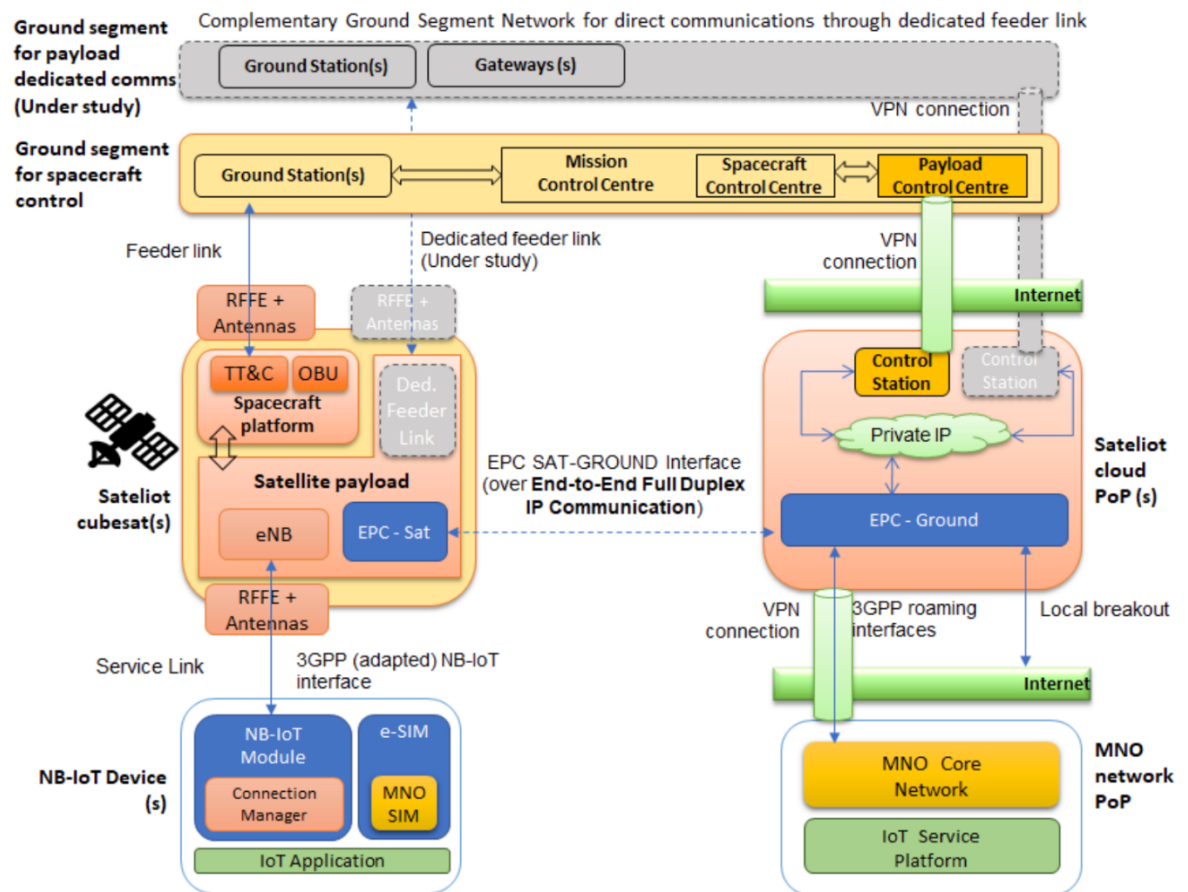 Complementary Ground Segment Network for direct communications through dedicated feeder link
Ground segment
for payload
dedicated comms
(Under study)
Ground Station(s)
Gateways (s)
VPN connection
Ground segment
for spacecraft
control
Ground Station(s)
Mission
Control Centre
Spacecraft
Control Centre
Payload
Control Centre
Feeder link
Dedicated feeder link
(Under study)
VPN
connection
Internet
RFFE +
Antennas
RFFE +
Antennas
TT&C
OBU
Spacecraft
platform
Ded.
Feeder
Link
Satellite payload
eNB
EPC - Sat
RFFE +
Antennas
Sateliot
cubesat(s)
EPC SAT-GROUND Interface
(over End-to-End Full Duplex
IP Communication)
Control
Station
Control
Station
Private IP
EPC - Ground
Sateliot
cloud
PoP (s)
Service Link
3GPP (adapted) NB-IoT
interface
VPN
connection
3GPP roaming
interfaces
Local breakout
Internet
NB-IoT Device
(s)
NB-IoT
Module
Connection
Manager
e-SIM
MNO
SIM
IoT Application
MNO Core
Network
IoT Service
Platform
MNO
network
PoP